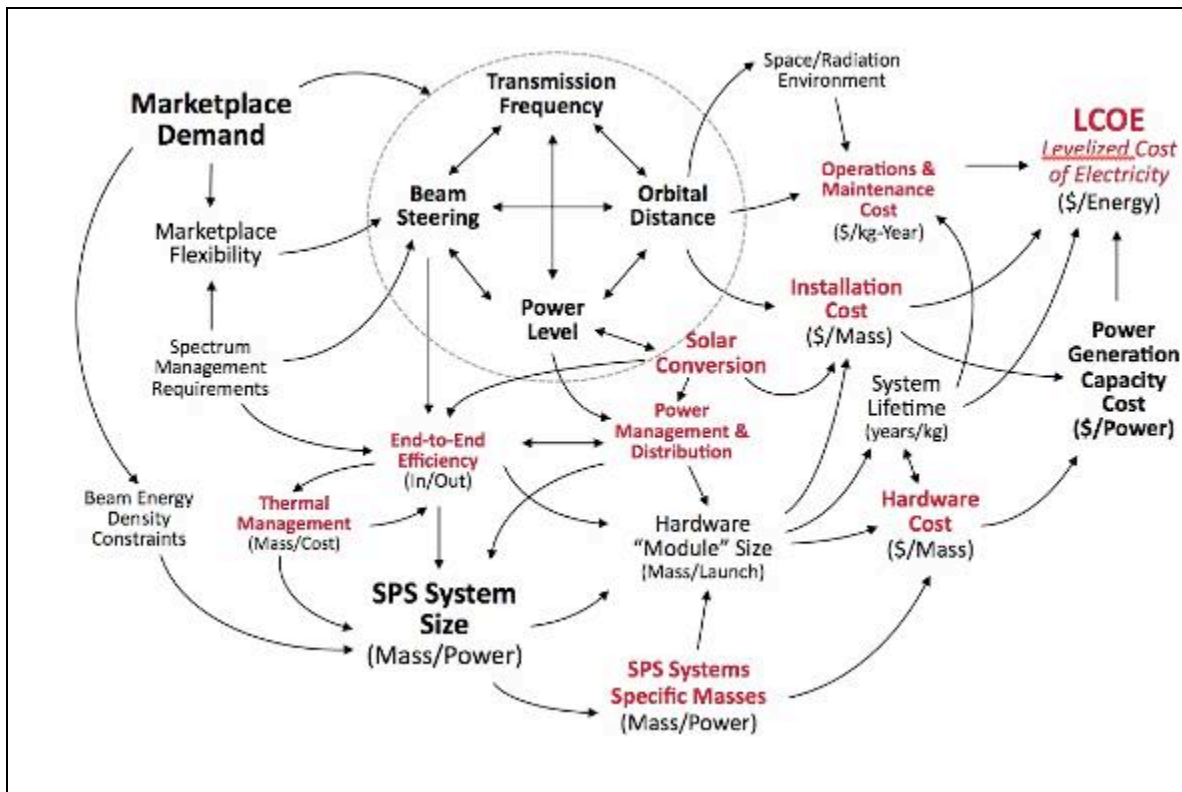 Marketplace
Demand
Transmission
Frequency
Space/Radiation
Environment
LCOE
Levelized Cost
of Electricity
($/Energy)
Operations &
Maintenance
Cost
($/kg-Year)
Beam
Steering
Orbital
Distance
Marketplace
Flexibility
Installation
Cost
($/Mass)
Power
Level
Solar
Conversion
Power
Generation
Capacity
Cost
($/Power)
Spectrum
Management
Requirements
System
Lifetime
(years/kg)
Power
Management &
Distribution
End-to-End
Efficiency
(In/Out)
Beam Energy
Density
Constraints
Thermal
Management
(Mass/Cost)
Hardware
"Module" Size
(Mass/Launch)
Hardware
Cost
($/Mass)
SPS System
Size
(Mass/Power)
SPS Systems
Specific Masses
(Mass/Power)